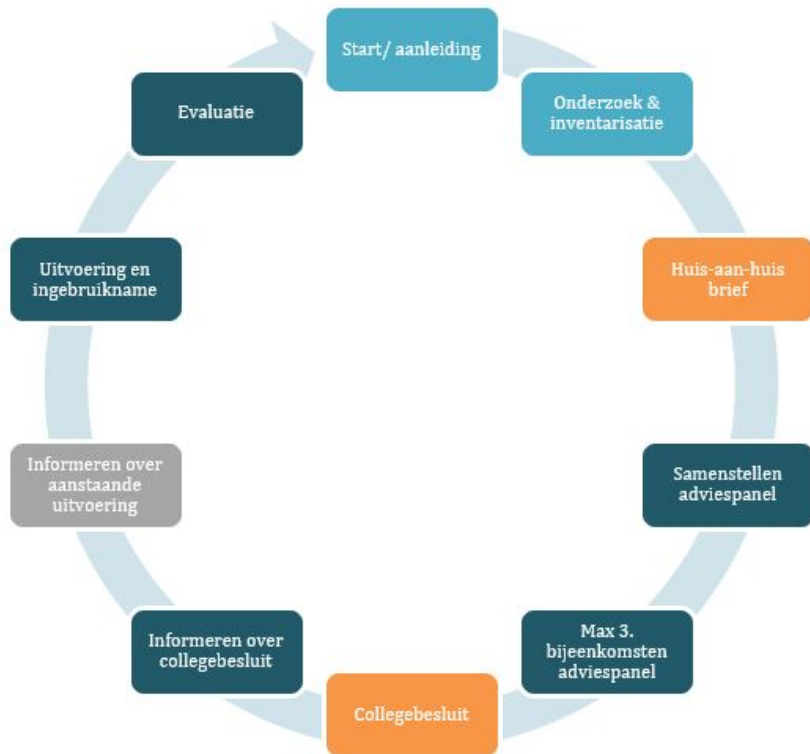 Start/ aanleiding
Onderzoek &
inventarisatie
Huis-aan-huis
brief
Samenstellen
adviespanel
Max 3.
bijeenkomsten
adviespanel
Collegebesluit
Informeren over
collegebesluit
Informeren over
aanstaande
uitvoering
Uitvoering en
ingebruikname
Evaluatie